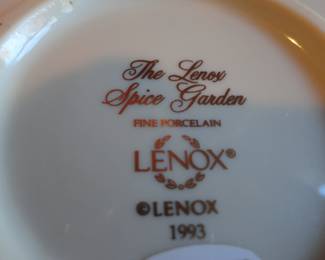 The Lenox
Spice Garden
FINE PORCELAIN
LENOX®
©LENOX
1993